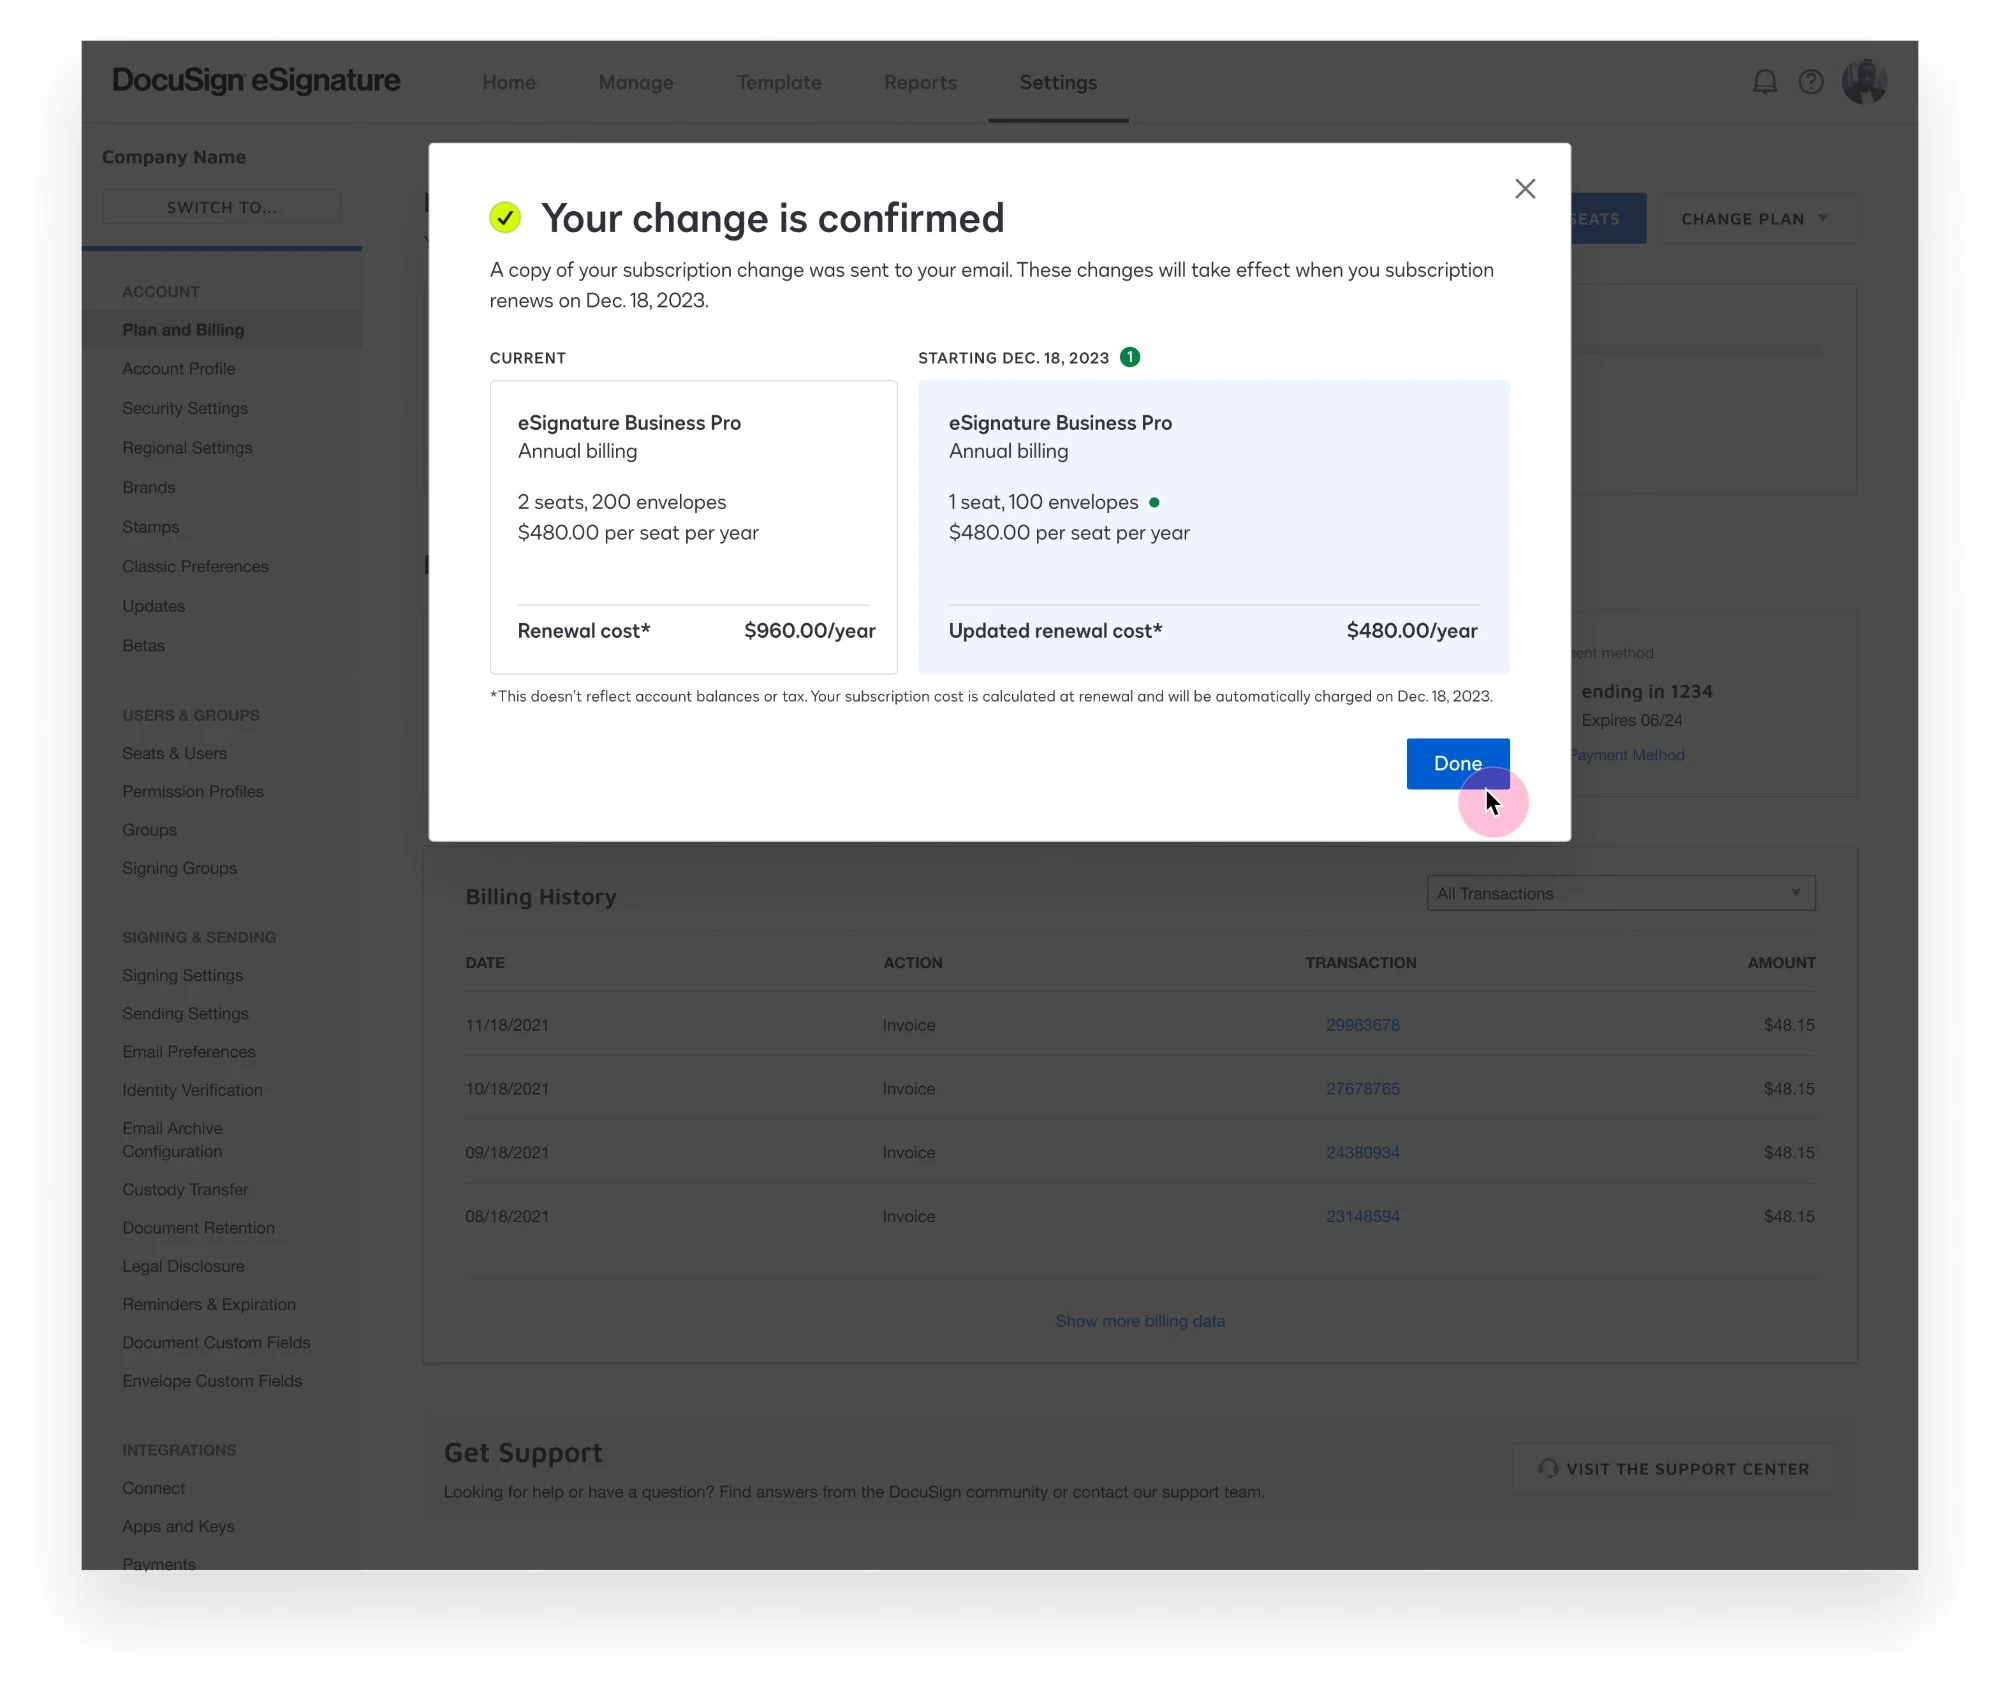 DocuSign eSignature
Home
Manage
Template
Reports
Settings
Company Name
SWITCH TO...
SEATS
CHANGE PLAN
ACCOUNT
Plan and Billing
Account Profile
Security Settings
Regional Settings
Brands
Stamps
Classic Preferences
Updates
Betas
USERS & GROUPS
Seats & Users
Permission Profiles
Groups
Signing Groups
SIGNING & SENDING
Signing Settings
Sending Settings
Email Preferences
Identity Verification
Email Archive
Configuration
Custody Transfer
Document Retention
Legal Disclosure
Reminders & Expiration
Document Custom Fields
Envelope Custom Fields
INTEGRATIONS
Connect
Apps and Keys
Payments
Your change is confirmed
A copy of your subscription change was sent to your email. These changes will take effect when you subscription
renews on Dec. 18, 2023.
CURRENT
eSignature Business Pro
Annual billing
2 seats, 200 envelopes
$480.00 per seat per year
Renewal cost* $960.00/year
STARTING DEC. 18, 2023 1
eSignature Business Pro
Annual billing
1 seat, 100 envelopes
$480.00 per seat per year
Updated renewal cost* $480.00/year
*This doesn't reflect account balances or tax. Your subscription cost is calculated at renewal and will be automatically charged on Dec. 18, 2023.
Done
method
ending in 1234
Expires 06/24
Payment Method
Billing History
All Transactions
DATE ACTION TRANSACTION AMOUNT
11/18/2021 Invoice 29963678 $48.15
10/18/2021 Invoice 27678765 $48.15
09/18/2021 Invoice 24380934 $48.15
08/18/2021 Invoice 23148594 $48.15
Show more billing data
Get Support
Looking for help or have a question? Find answers from the DocuSign community or contact our support team.
VISIT THE SUPPORT CENTER